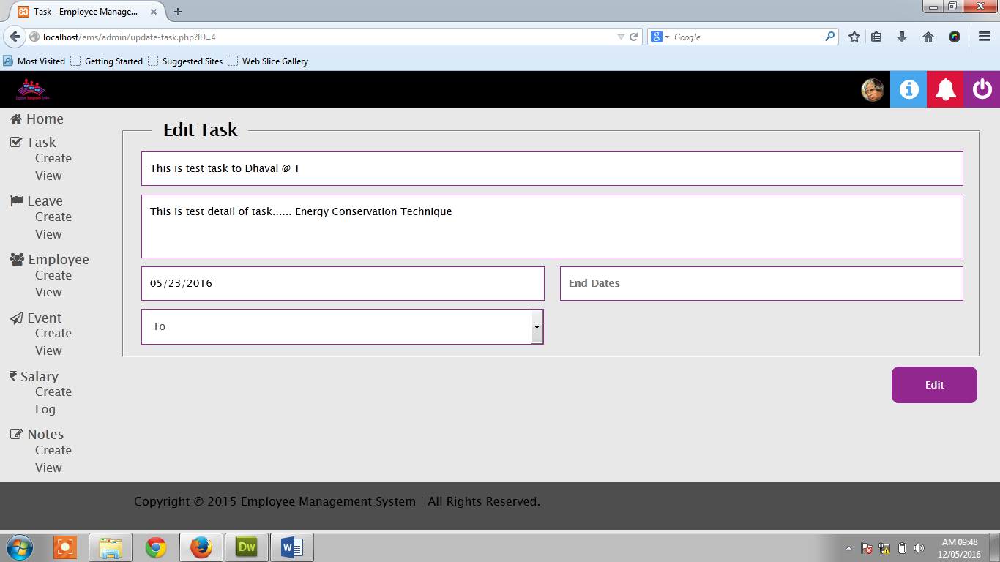 Task - Employee Manage...
localhost/ems/admin/update-task.php?ID=4
Google
Most Visited Getting Started Suggested Sites Web Slice Gallery
Employee Management System
Home
Task
Create
View
Leave
Create
View
Employee
Create
View
Event
Create
View
₹ Salary
Create
Log
Notes
Create
View
Edit Task
This is test task to Dhaval @ 1
This is test detail of task...... Energy Conservation Technique
05/23/2016
End Dates
To
Edit
Copyright © 2015 Employee Management System | All Rights Reserved.
Dw
W
AM 09:48
12/05/2016